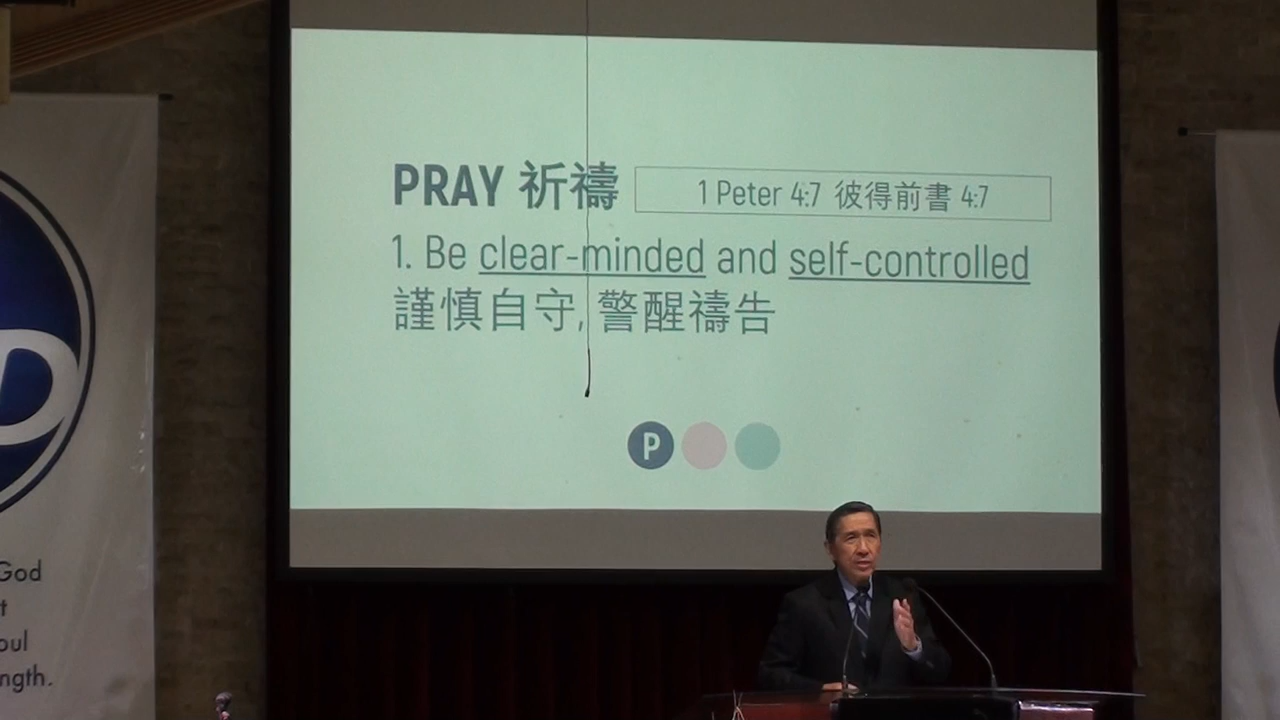 PRAY 祈禱 1 Peter 4:7 彼得前書 4:7
1. Be clear-minded and self-controlled
謹慎自守, 警醒禱告
P
D
God
t
oul
ngth.